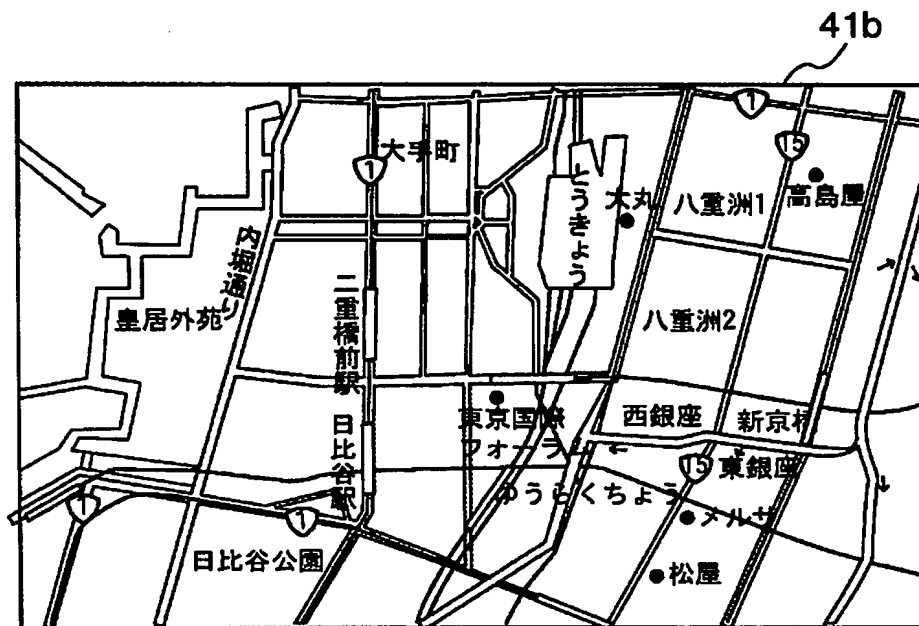 41b
1
15
大手町
1
とうきょう
大丸
八重洲1
高島屋
内堀通り
皇居外苑
二重橋前駅
八重洲2
東京国際
フォーラム
西銀座
新京橋
日比谷駅
15
東銀座
ゆうらくちょう
1
1
メルサ
日比谷公園
松屋